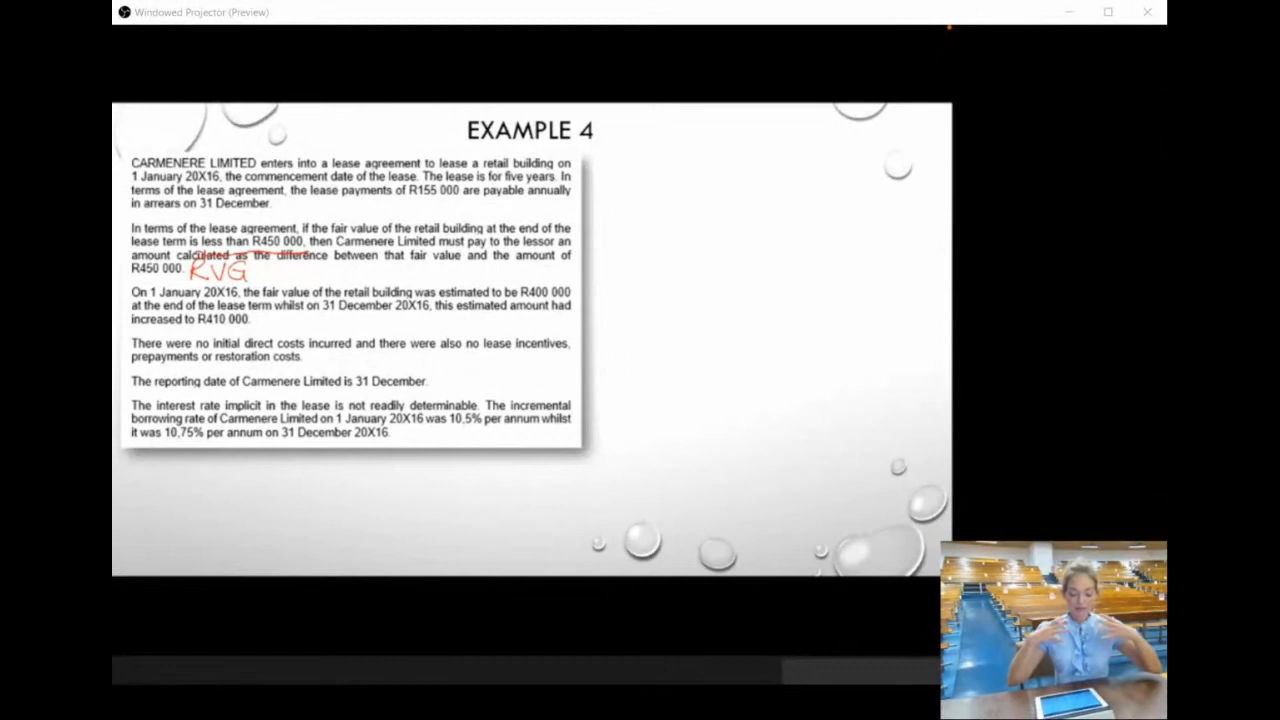 Windowed Projector (Preview)
EXAMPLE 4
CARMENERE LIMITED enters into a lease agreement to lease a retail building on
1 January 20X16, the commencement date of the lease. The lease is for five years. In
terms of the lease agreement, the lease payments of R155 000 are payable annually
in arrears on 31 December.
In terms of the lease agreement, if the fair value of the retail building at the end of the
lease term is less than R450 000, then Carmenere Limited must pay to the lessor an
amount calculated as the difference between that fair value and the amount of
R450 000.
RVG
On 1 January 20X16, the fair value of the retail building was estimated to be R400 000
at the end of the lease term whilst on 31 December 20X16, this estimated amount had
increased to R410 000.
There were no initial direct costs incurred and there were also no lease incentives,
prepayments or restoration costs.
The reporting date of Carmenere Limited is 31 December.
The interest rate implicit in the lease is not readily determinable. The incremental
borrowing rate of Carmenere Limited on 1 January 20X16 was 10,5% per annum whilst
it was 10,75% per annum on 31 December 20X16.